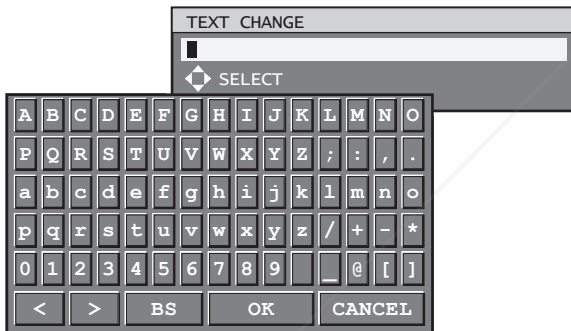 TEXT CHANGE
SELECT
A B C D E F G H I J K L M N O
P Q R S T U V W X Y Z ; : , .
a b c d e f g h i j k l m n o
p q r s t u v w x y z / + - *
0 1 2 3 4 5 6 7 8 9 _ @ [ ]
< > BS OK CANCEL